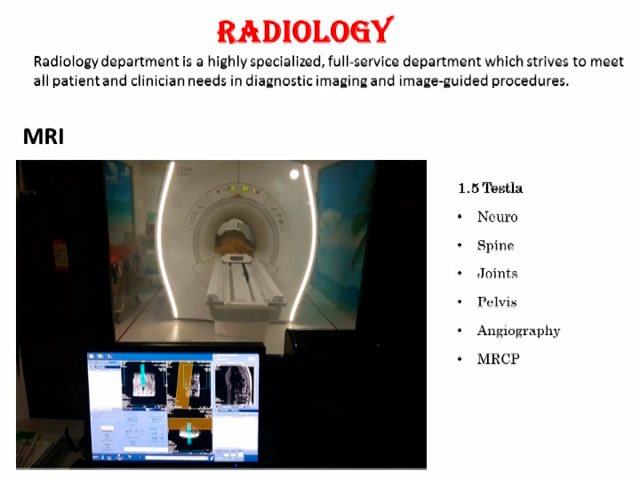 RADIOLOGY
Radiology department is a highly specialized, full-service department which strives to meet
all patient and clinician needs in diagnostic imaging and image-guided procedures.
MRI
1.5 Testla
• Neuro
• Spine
• Joints
• Pelvis
• Angiography
• MRCP